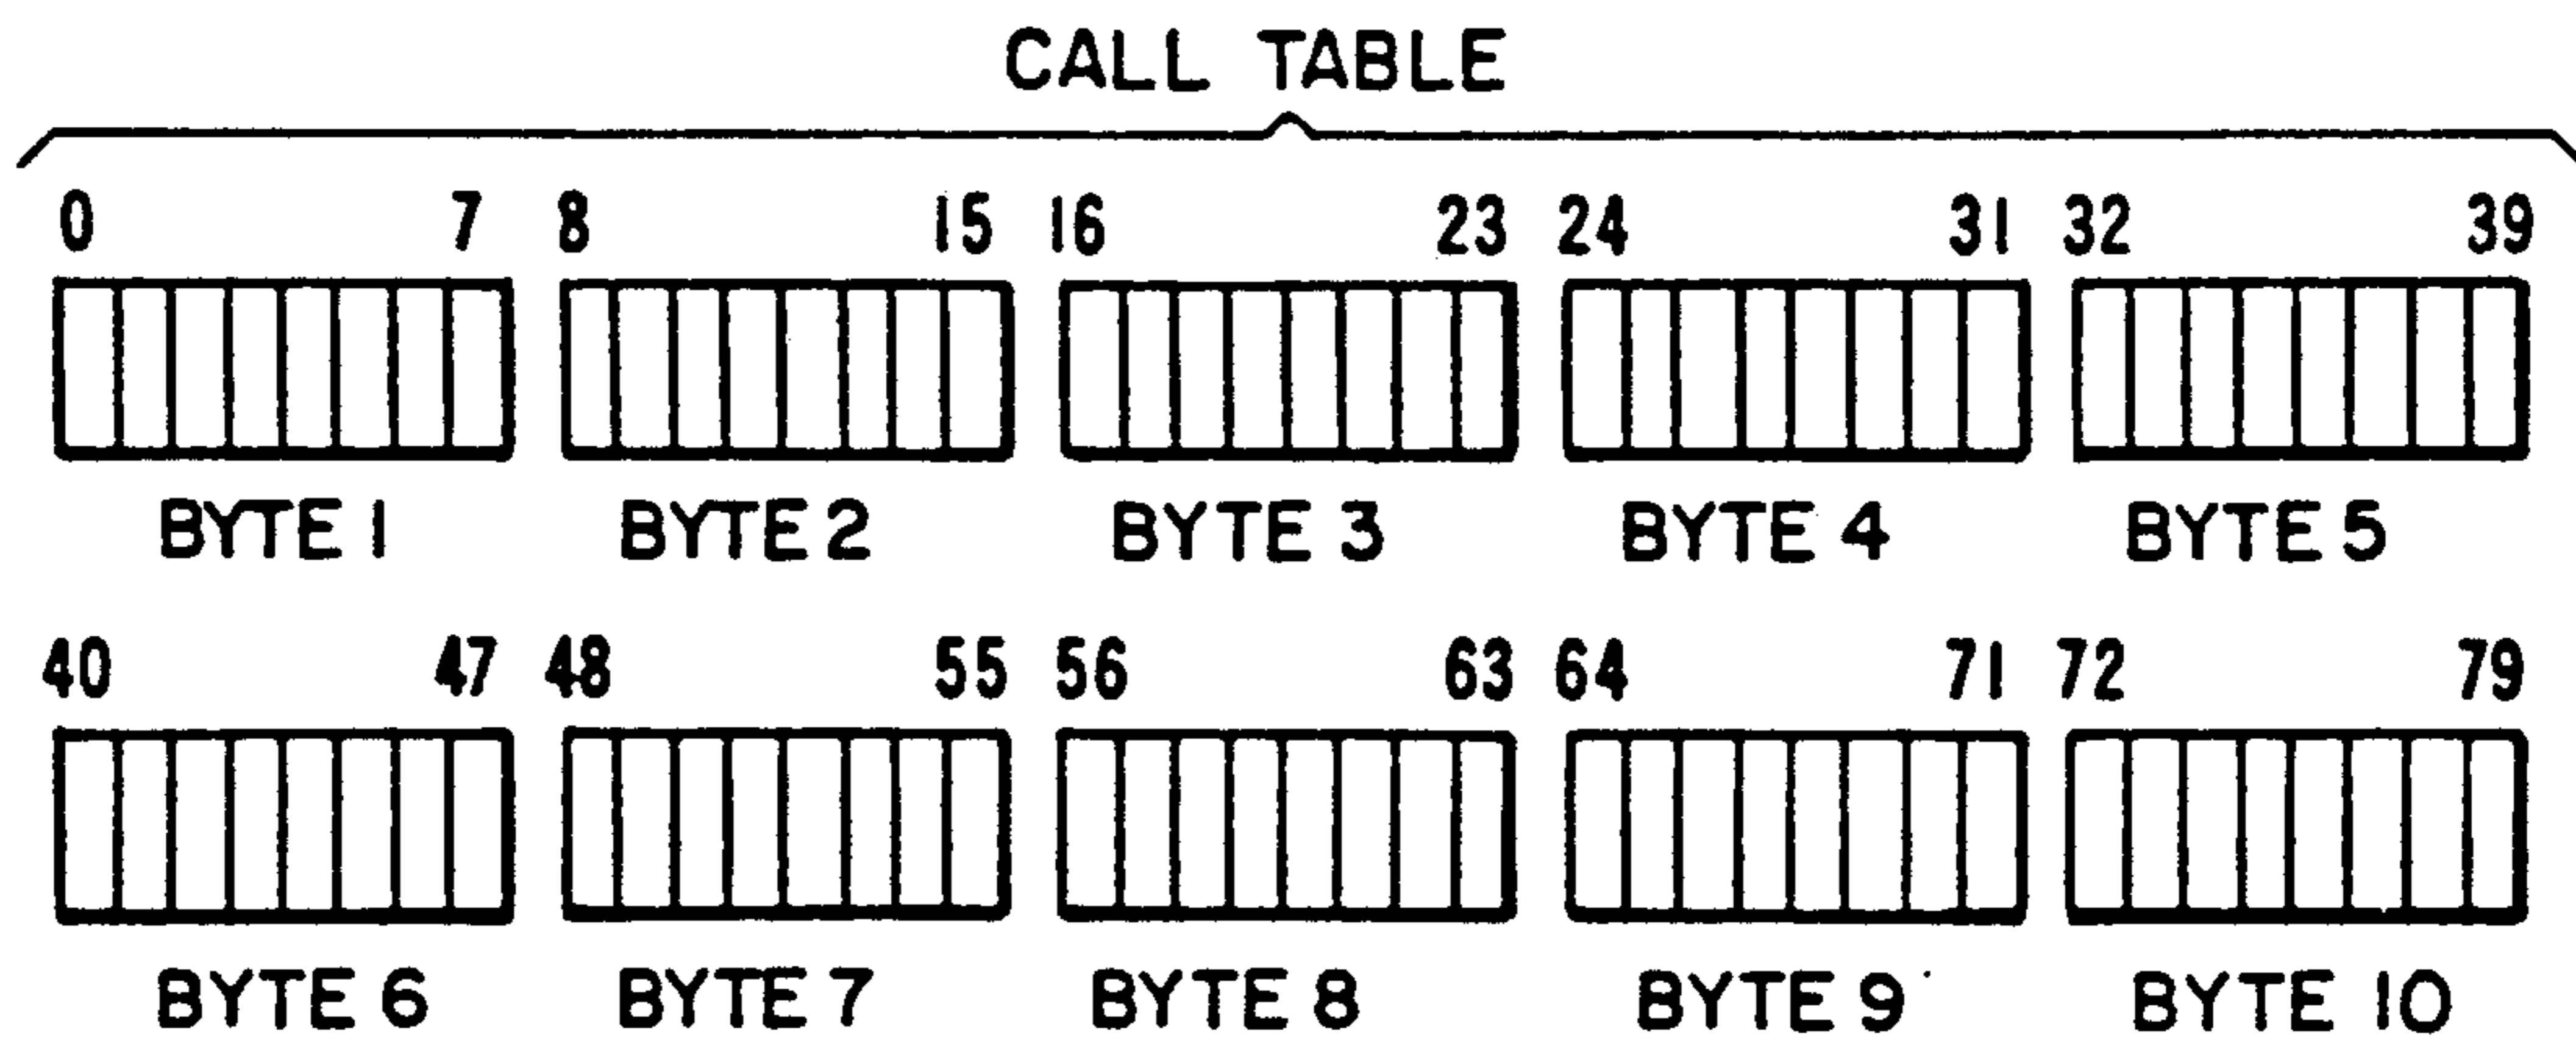 CALL TABLE
0 7 8 15 16 23 24 31 32 39
BYTE 1 BYTE 2 BYTE 3 BYTE 4 BYTE 5
40 47 48 55 56 63 64 71 72 79
BYTE 6 BYTE 7 BYTE 8 BYTE 9 BYTE 10